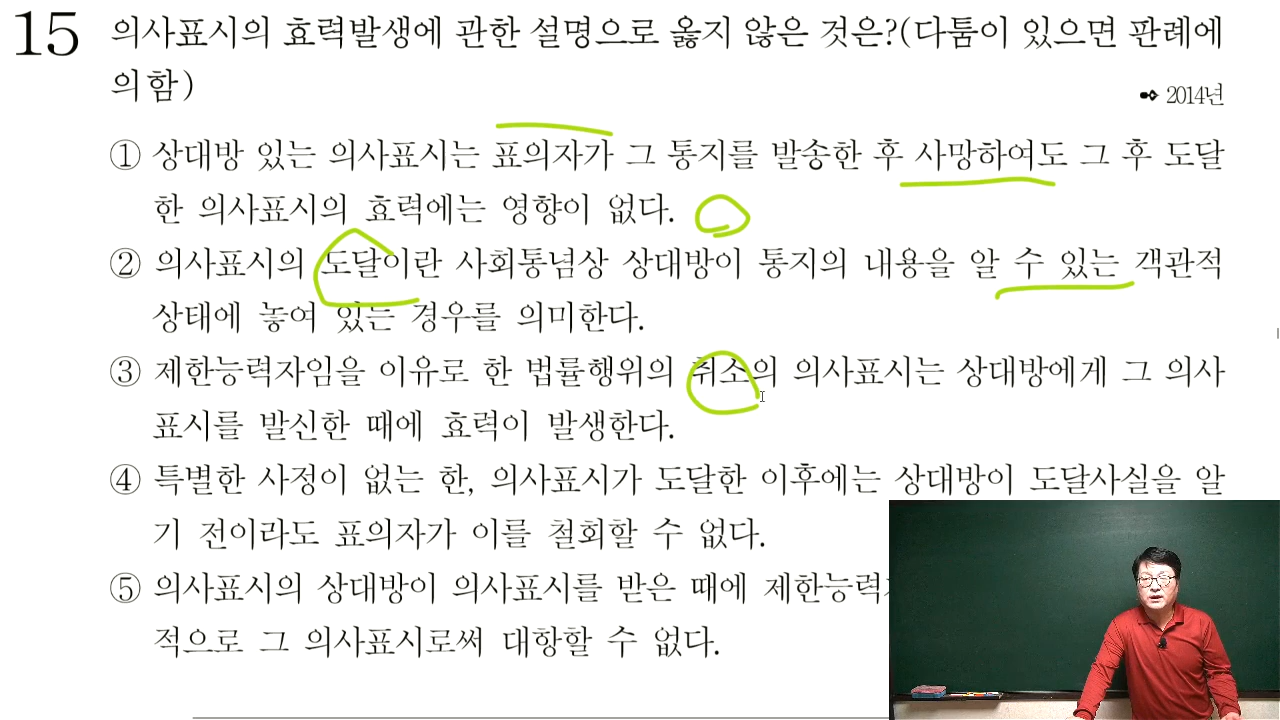 15 의사표시의 효력발생에 관한 설명으로 옳지 않은 것은?(다툼이 있으면 판례에
의함)
2014년
① 상대방 있는 의사표시는 표의자가 그 통지를 발송한 후 사망하여도 그 후 도달
한 의사표시의 효력에는 영향이 없다.
② 의사표시의 도달이란 사회통념상 상대방이 통지의 내용을 알 수 있는 객관적
상태에 놓여 있는 경우를 의미한다.
③ 제한능력자임을 이유로 한 법률행위의 취소의 의사표시는 상대방에게 그 의사
표시를 발신한 때에 효력이 발생한다.
④ 특별한 사정이 없는 한, 의사표시가 도달한 이후에는 상대방이 도달사실을 알
기 전이라도 표의자가 이를 철회할 수 없다.
⑤ 의사표시의 상대방이 의사표시를 받은 때에 제한능력
적으로 그 의사표시로써 대항할 수 없다.